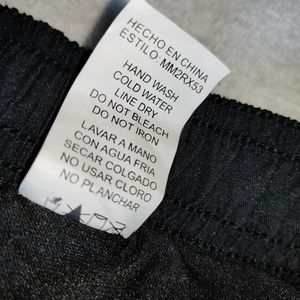 HECHO EN CHINA
ESTILO: MM2RX53
HAND WASH
COLD WATER
LINE DRY
DO NOT BLEACH
DO NOT IRON
LAVAR A MANO
CON AGUA FRÍA
SECAR COLGADO
NO USAR CLORO
NO PLANCHAR